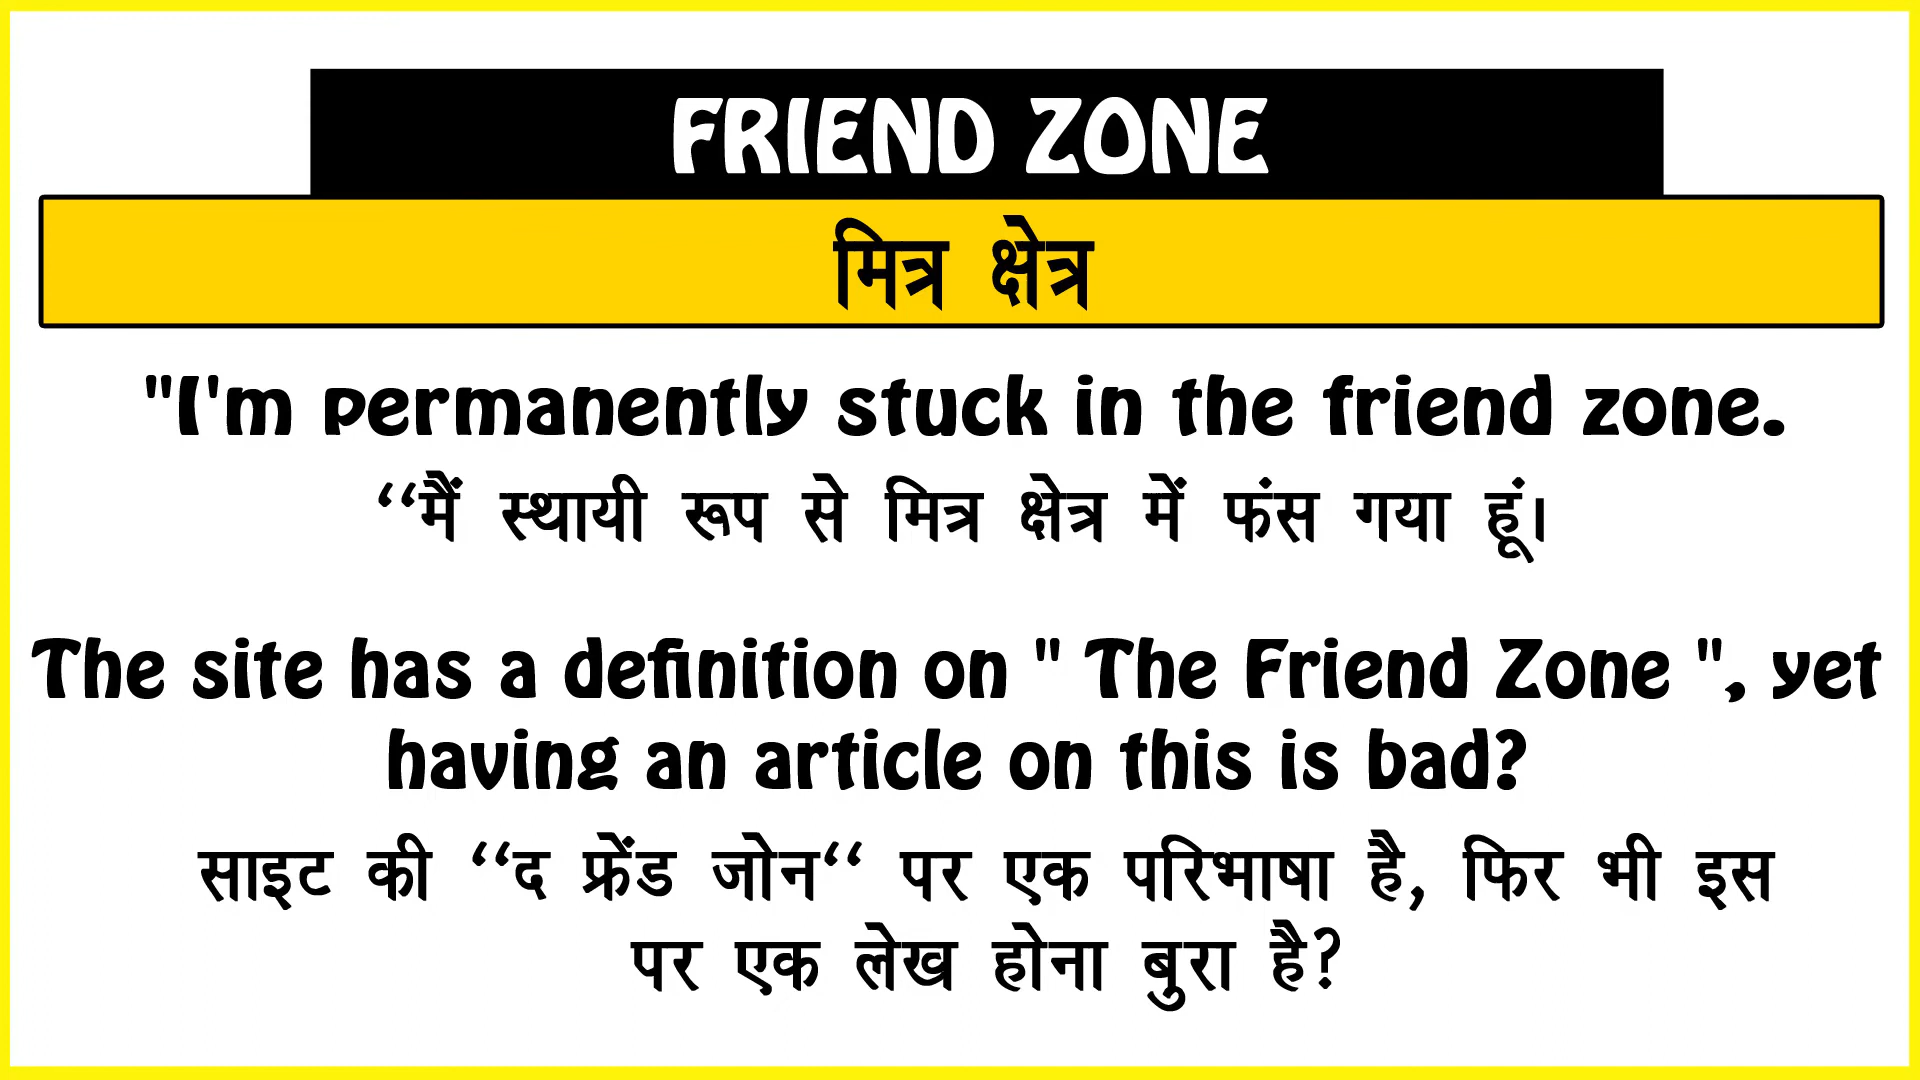 FRIEND ZONE
मित्र क्षेत्र
"I'm permanently stuck in the friend zone.
‘‘मैं स्थायी रूप से मित्र क्षेत्र में फंस गया हूं।
The site has a definition on " The Friend Zone ", yet
having an article on this is bad?
साइट की ‘‘द फ्रेंड जोन‘‘ पर एक परिभाषा है, फिर भी इस
पर एक लेख होना बुरा है?